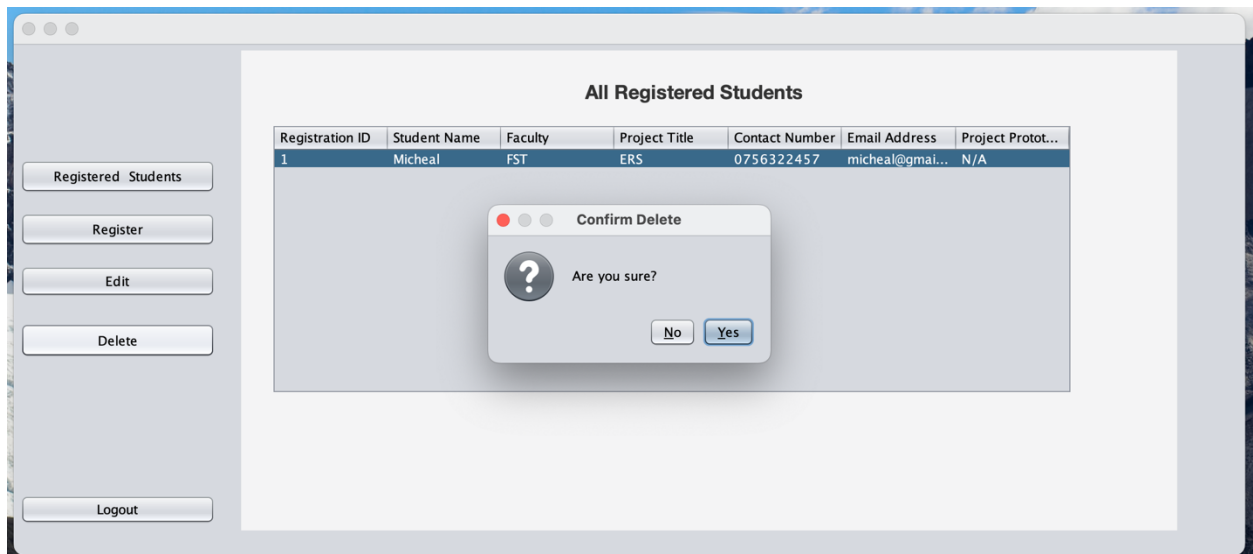 All Registered Students
Registration ID Student Name Faculty Project Title Contact Number Email Address Project Protot...
1 Micheal FST ERS 0756322457 micheal@gmai... N/A
Registered Students
Register
Edit
Delete
Logout
Confirm Delete
?
Are you sure?
No Yes